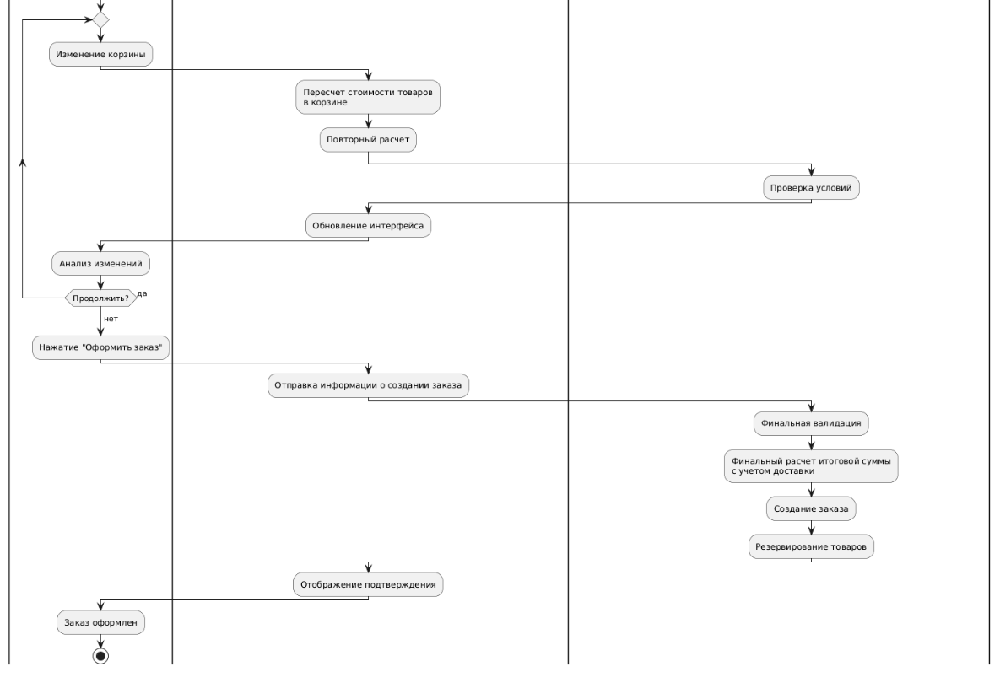 Изменение корзины
Пересчет стоимости товаров
в корзине
Повторный расчет
Проверка условий
Обновление интерфейса
Анализ изменений
Продолжить?
да
нет
Нажатие "Оформить заказ"
Отправка информации о создании заказа
Финальная валидация
Финальный расчет итоговой суммы
с учетом доставки
Создание заказа
Резервирование товаров
Отображение подтверждения
Заказ оформлен